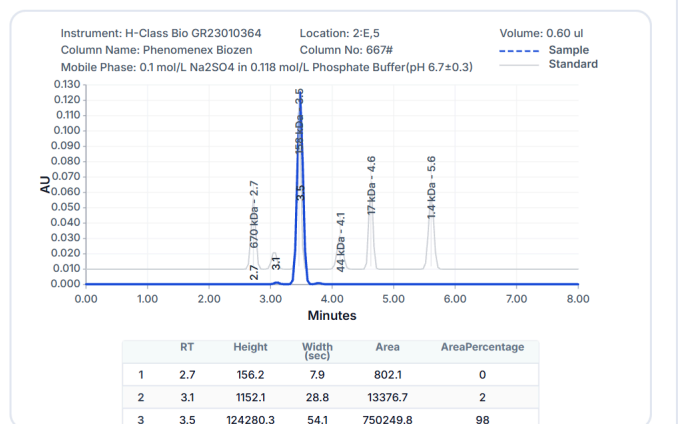 Instrument: H-Class Bio GR23010364 Location: 2:E,5 Volume: 0.60 ul
Column Name: Phenomenex Biozen Column No: 667# Sample
Mobile Phase: 0.1 mol/L Na2SO4 in 0.118 mol/L Phosphate Buffer(pH 6.7±0.3) Standard
0.130
0.120
0.110
0.100
0.090
0.080
0.070
0.060
0.050
0.040
0.030
0.020
0.010
0.000
AU
670 kDa - 2.7
2.7
3.1
158 kDa - 3.5
3.5
44 kDa - 4.1
17 kDa - 4.6
1.4 kDa - 5.6
0.00 1.00 2.00 3.00 4.00 5.00 6.00 7.00 8.00
Minutes
RT Height Width (sec) Area AreaPercentage
1 2.7 156.2 7.9 802.1 0
2 3.1 1152.1 28.8 13376.7 2
3 3.5 124280.3 54.1 750249.8 98